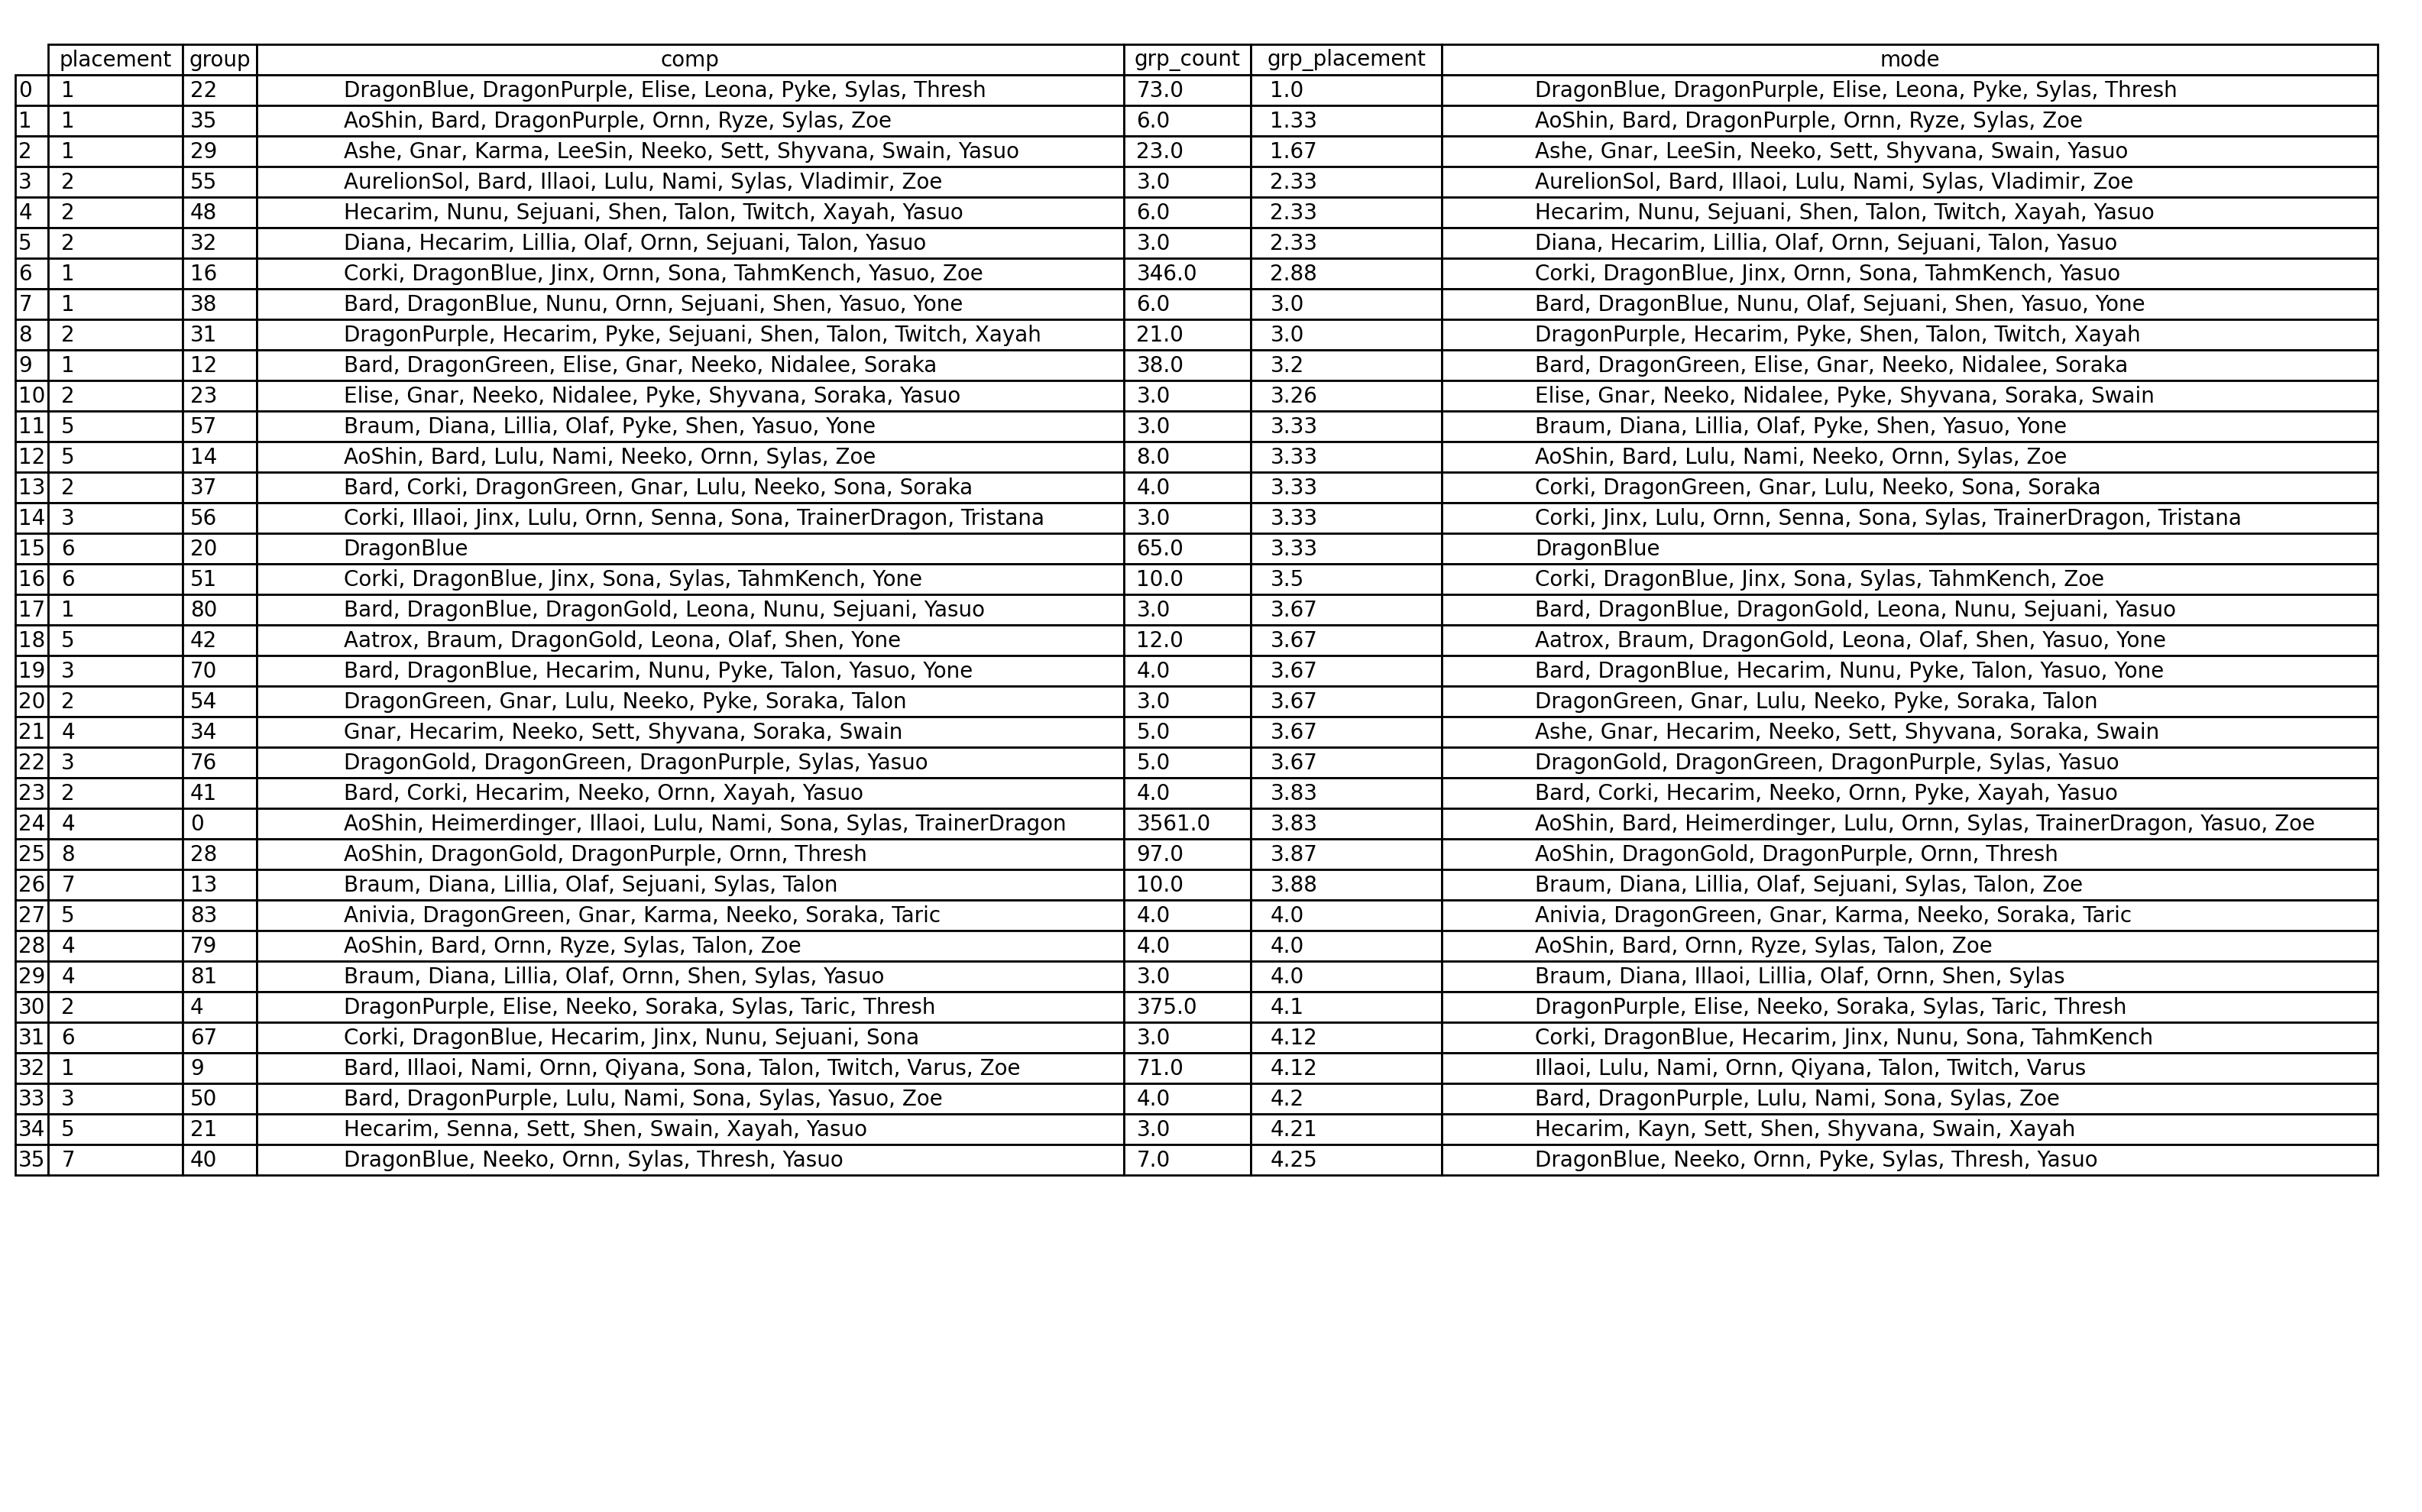 placement group comp grp_count grp_placement mode
0 1 22 DragonBlue, DragonPurple, Elise, Leona, Pyke, Sylas, Thresh 73.0 1.0 DragonBlue, DragonPurple, Elise, Leona, Pyke, Sylas, Thresh
1 1 35 AoShin, Bard, DragonPurple, Ornn, Ryze, Sylas, Zoe 6.0 1.33 AoShin, Bard, DragonPurple, Ornn, Ryze, Sylas, Zoe
2 1 29 Ashe, Gnar, Karma, LeeSin, Neeko, Sett, Shyvana, Swain, Yasuo 23.0 1.67 Ashe, Gnar, LeeSin, Neeko, Sett, Shyvana, Swain, Yasuo
3 2 55 AurelionSol, Bard, Illaoi, Lulu, Nami, Sylas, Vladimir, Zoe 3.0 2.33 AurelionSol, Bard, Illaoi, Lulu, Nami, Sylas, Vladimir, Zoe
4 2 48 Hecarim, Nunu, Sejuani, Shen, Talon, Twitch, Xayah, Yasuo 6.0 2.33 Hecarim, Nunu, Sejuani, Shen, Talon, Twitch, Xayah, Yasuo
5 2 32 Diana, Hecarim, Lillia, Olaf, Ornn, Sejuani, Talon, Yasuo 3.0 2.33 Diana, Hecarim, Lillia, Olaf, Ornn, Sejuani, Talon, Yasuo
6 1 16 Corki, DragonBlue, Jinx, Ornn, Sona, TahmKench, Yasuo, Zoe 346.0 2.88 Corki, DragonBlue, Jinx, Ornn, Sona, TahmKench, Yasuo
7 1 38 Bard, DragonBlue, Nunu, Ornn, Sejuani, Shen, Yasuo, Yone 6.0 3.0 Bard, DragonBlue, Nunu, Olaf, Sejuani, Shen, Yasuo, Yone
8 2 31 DragonPurple, Hecarim, Pyke, Sejuani, Shen, Talon, Twitch, Xayah 21.0 3.0 DragonPurple, Hecarim, Pyke, Shen, Talon, Twitch, Xayah
9 1 12 Bard, DragonGreen, Elise, Gnar, Neeko, Nidalee, Soraka 38.0 3.2 Bard, DragonGreen, Elise, Gnar, Neeko, Nidalee, Soraka
10 2 23 Elise, Gnar, Neeko, Nidalee, Pyke, Shyvana, Soraka, Yasuo 3.0 3.26 Elise, Gnar, Neeko, Nidalee, Pyke, Shyvana, Soraka, Swain
11 5 57 Braum, Diana, Lillia, Olaf, Pyke, Shen, Yasuo, Yone 3.0 3.33 Braum, Diana, Lillia, Olaf, Pyke, Shen, Yasuo, Yone
12 5 14 AoShin, Bard, Lulu, Nami, Neeko, Ornn, Sylas, Zoe 8.0 3.33 AoShin, Bard, Lulu, Nami, Neeko, Ornn, Sylas, Zoe
13 2 37 Bard, Corki, DragonGreen, Gnar, Lulu, Neeko, Sona, Soraka 4.0 3.33 Corki, DragonGreen, Gnar, Lulu, Neeko, Sona, Soraka
14 3 56 Corki, Illaoi, Jinx, Lulu, Ornn, Senna, Sona, TrainerDragon, Tristana 3.0 3.33 Corki, Jinx, Lulu, Ornn, Senna, Sona, Sylas, TrainerDragon, Tristana
15 6 20 DragonBlue 65.0 3.33 DragonBlue
16 6 51 Corki, DragonBlue, Jinx, Sona, Sylas, TahmKench, Yone 10.0 3.5 Corki, DragonBlue, Jinx, Sona, Sylas, TahmKench, Zoe
17 1 80 Bard, DragonBlue, DragonGold, Leona, Nunu, Sejuani, Yasuo 3.0 3.67 Bard, DragonBlue, DragonGold, Leona, Nunu, Sejuani, Yasuo
18 5 42 Aatrox, Braum, DragonGold, Leona, Olaf, Shen, Yone 12.0 3.67 Aatrox, Braum, DragonGold, Leona, Olaf, Shen, Yasuo, Yone
19 3 70 Bard, DragonBlue, Hecarim, Nunu, Pyke, Talon, Yasuo, Yone 4.0 3.67 Bard, DragonBlue, Hecarim, Nunu, Pyke, Talon, Yasuo, Yone
20 2 54 DragonGreen, Gnar, Lulu, Neeko, Pyke, Soraka, Talon 3.0 3.67 DragonGreen, Gnar, Lulu, Neeko, Pyke, Soraka, Talon
21 4 34 Gnar, Hecarim, Neeko, Sett, Shyvana, Soraka, Swain 5.0 3.67 Ashe, Gnar, Hecarim, Neeko, Sett, Shyvana, Soraka, Swain
22 3 76 DragonGold, DragonGreen, DragonPurple, Sylas, Yasuo 5.0 3.67 DragonGold, DragonGreen, DragonPurple, Sylas, Yasuo
23 2 41 Bard, Corki, Hecarim, Neeko, Ornn, Xayah, Yasuo 4.0 3.83 Bard, Corki, Hecarim, Neeko, Ornn, Pyke, Xayah, Yasuo
24 4 0 AoShin, Heimerdinger, Illaoi, Lulu, Nami, Sona, Sylas, TrainerDragon 3561.0 3.83 AoShin, Bard, Heimerdinger, Lulu, Ornn, Sylas, TrainerDragon, Yasuo, Zoe
25 8 28 AoShin, DragonGold, DragonPurple, Ornn, Thresh 97.0 3.87 AoShin, DragonGold, DragonPurple, Ornn, Thresh
26 7 13 Braum, Diana, Lillia, Olaf, Sejuani, Sylas, Talon 10.0 3.88 Braum, Diana, Lillia, Olaf, Sejuani, Sylas, Talon, Zoe
27 5 83 Anivia, DragonGreen, Gnar, Karma, Neeko, Soraka, Taric 4.0 4.0 Anivia, DragonGreen, Gnar, Karma, Neeko, Soraka, Taric
28 4 79 AoShin, Bard, Ornn, Ryze, Sylas, Talon, Zoe 4.0 4.0 AoShin, Bard, Ornn, Ryze, Sylas, Talon, Zoe
29 4 81 Braum, Diana, Lillia, Olaf, Ornn, Shen, Sylas, Yasuo 3.0 4.0 Braum, Diana, Illaoi, Lillia, Olaf, Ornn, Shen, Sylas
30 2 4 DragonPurple, Elise, Neeko, Soraka, Sylas, Taric, Thresh 375.0 4.1 DragonPurple, Elise, Neeko, Soraka, Sylas, Taric, Thresh
31 6 67 Corki, DragonBlue, Hecarim, Jinx, Nunu, Sejuani, Sona 3.0 4.12 Corki, DragonBlue, Hecarim, Jinx, Nunu, Sona, TahmKench
32 1 9 Bard, Illaoi, Nami, Ornn, Qiyana, Sona, Talon, Twitch, Varus, Zoe 71.0 4.12 Illaoi, Lulu, Nami, Ornn, Qiyana, Talon, Twitch, Varus
33 3 50 Bard, DragonPurple, Lulu, Nami, Sona, Sylas, Yasuo, Zoe 4.0 4.2 Bard, DragonPurple, Lulu, Nami, Sona, Sylas, Zoe
34 5 21 Hecarim, Senna, Sett, Shen, Swain, Xayah, Yasuo 3.0 4.21 Hecarim, Kayn, Sett, Shen, Shyvana, Swain, Xayah
35 7 40 DragonBlue, Neeko, Ornn, Sylas, Thresh, Yasuo 7.0 4.25 DragonBlue, Neeko, Ornn, Pyke, Sylas, Thresh, Yasuo